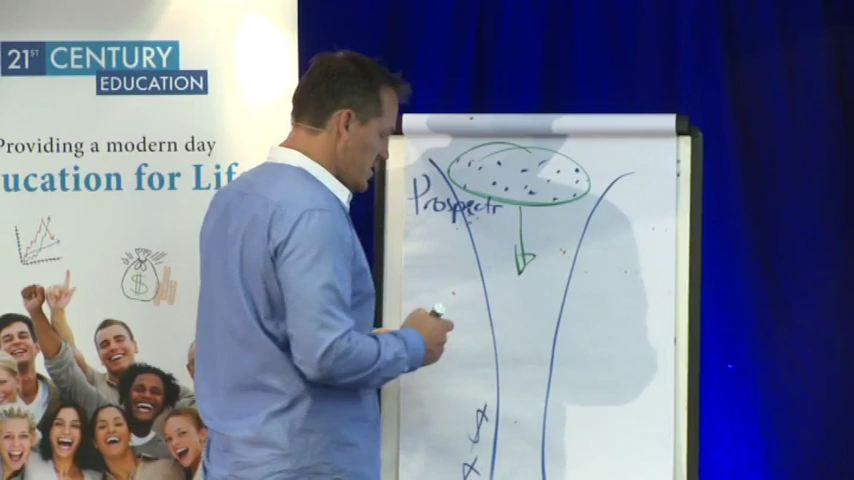 21ST CENTURY
EDUCATION
Providing a modern day
ucation for Lif
$
Prospectr
x
x